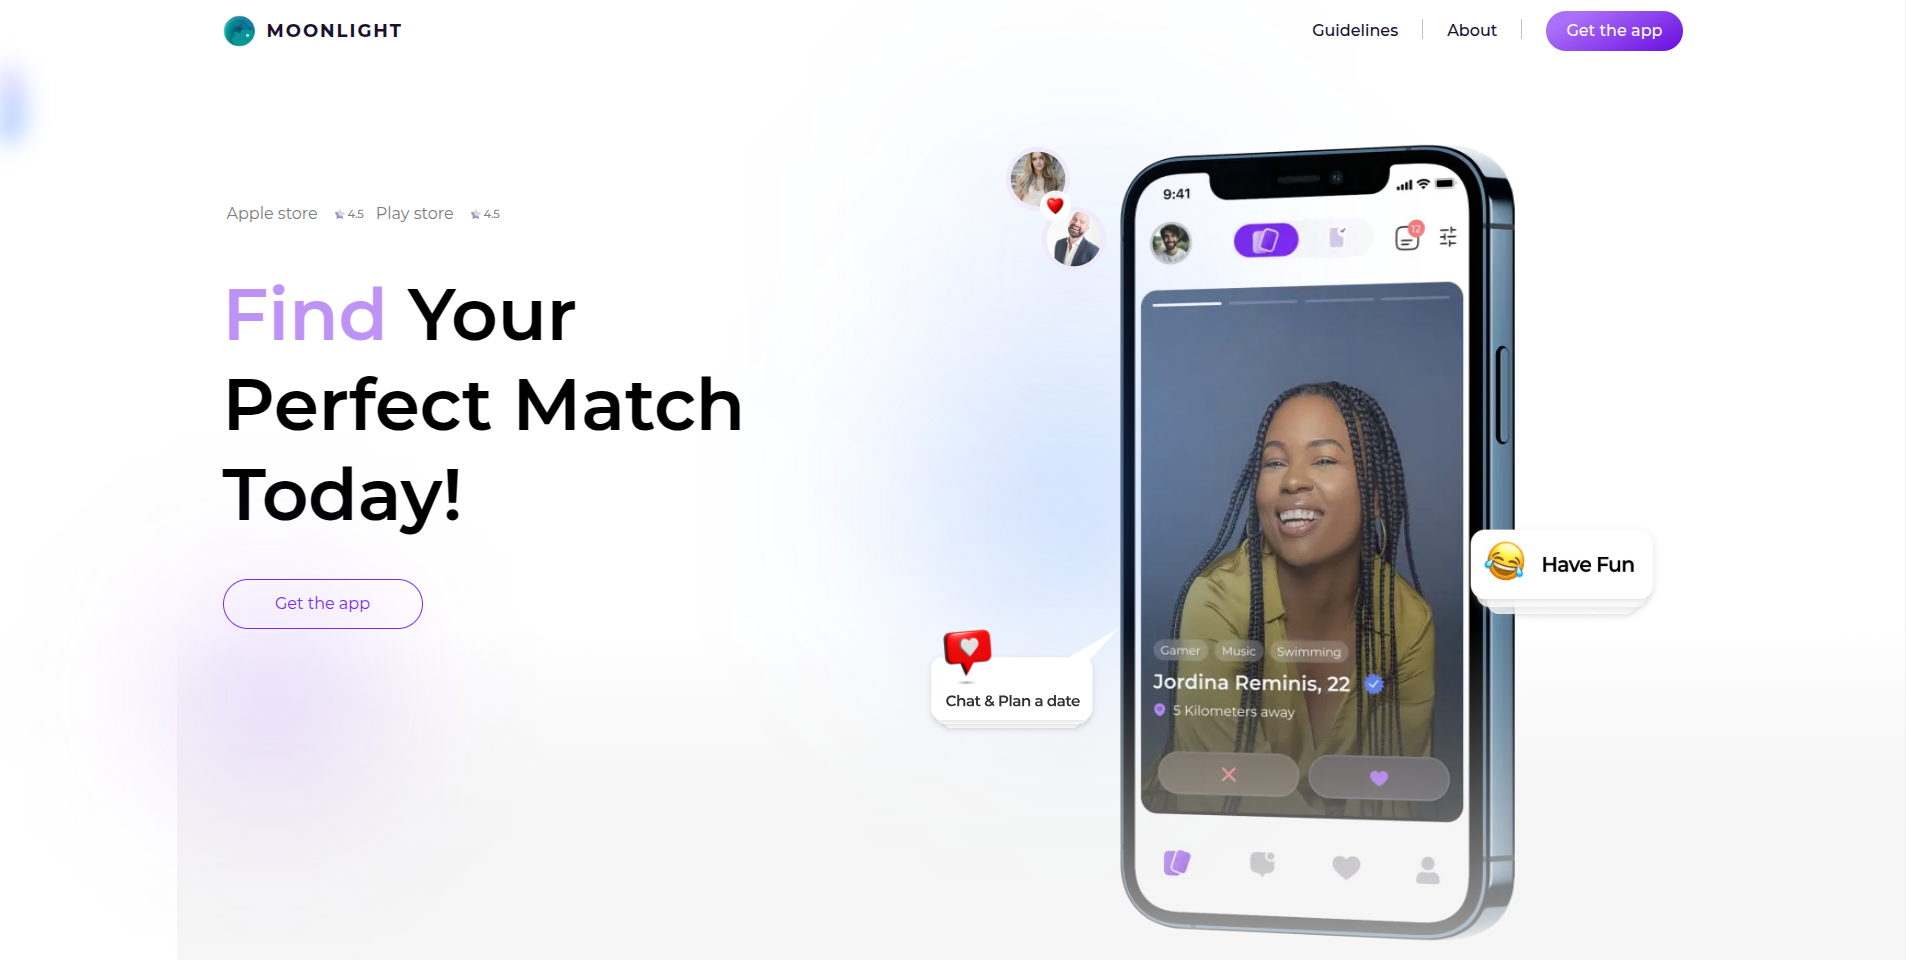 MOONLIGHT
Guidelines
About
Get the app
Apple store
4.5
Play store
4.5
Find Your
Perfect Match
Today!
Get the app
9:41
12
Gamer
Music
Swimming
Jordina Reminis, 22
5 Kilometers away
Have Fun
Chat & Plan a date